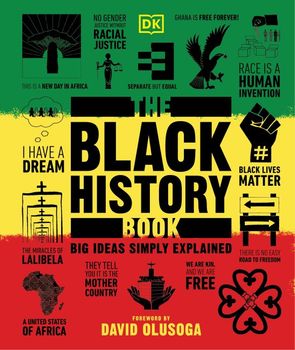 DK
NO GENDER
JUSTICE WITHOUT
RACIAL
JUSTICE
GHANA IS FREE FOREVER!
THIS IS A NEW DAY IN AFRICA
SEPARATE BUT EQUAL
RACE IS A
HUMAN
INVENTION
THE
BLACK
HISTORY
BOOK
BIG IDEAS SIMPLY EXPLAINED
I HAVE A
DREAM
#
BLACK LIVES
MATTER
THE
MIRACLES OF
LALIBELA
THEY TELL
YOU IT IS THE
MOTHER
COUNTRY
WE ARE KIN,
AND WE ARE
FREE
THERE IS NO EASY
ROAD TO FREEDOM
A UNITED STATES
OF AFRICA
FOREWORD BY
DAVID OLUSOGA